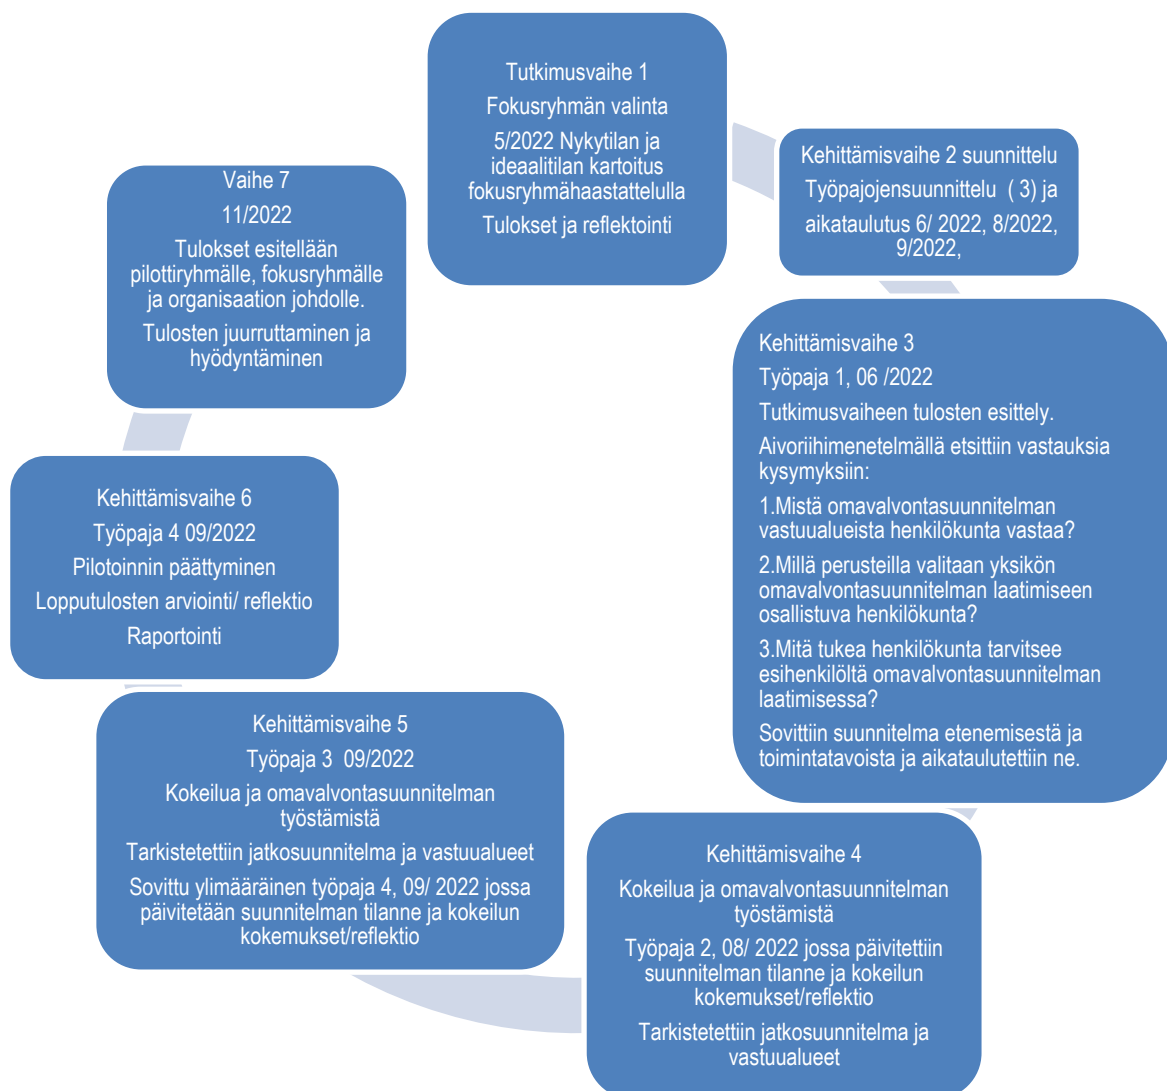 Tutkimusvaihe 1
Fokusryhmän valinta
5/2022 Nykytilan ja
ideaalitilan kartoitus
fokusryhmähaastattelulla
Tulokset ja reflektointi
Kehittämisvaihe 2 suunnittelu
Työpajojensuunnittelu ( 3) ja
aikataulutus 6/ 2022, 8/2022,
9/2022,
Kehittämisvaihe 3
Työpaja 1, 06 /2022
Tutkimusvaiheen tulosten esittely.
Aivoriihimenetelmällä etsittiin vastauksia
kysymyksiin:
1.Mistä omavalvontasuunnitelman
vastuualueista henkilökunta vastaa?
2.Millä perusteilla valitaan yksikön
omavalvontasuunnitelman laatimiseen
osallistuva henkilökunta?
3.Mitä tukea henkilökunta tarvitsee
esihenkilöltä omavalvontasuunnitelman
laatimisessa?
Sovittiin suunnitelma etenemisestä ja
toimintatavoista ja aikataulutettiin ne.
Kehittämisvaihe 4
Kokeilua ja omavalvontasuunnitelman
työstämistä
Työpaja 2, 08/ 2022 jossa päivitettiin
suunnitelman tilanne ja kokeilun
kokemukset/reflektio
Tarkistetettiin jatkosuunnitelma ja
vastuualueet
Kehittämisvaihe 5
Työpaja 3 09/2022
Kokeilua ja omavalvontasuunnitelman
työstämistä
Tarkistetettiin jatkosuunnitelma ja vastuualueet
Sovittu ylimääräinen työpaja 4, 09/ 2022 jossa
päivitetään suunnitelman tilanne ja kokeilun
kokemukset/reflektio
Kehittämisvaihe 6
Työpaja 4 09/2022
Pilotoinnin päättyminen
Lopputulosten arviointi/ reflektio
Raportointi
Vaihe 7
11/2022
Tulokset esitellään
pilottiryhmälle, fokusryhmälle
ja organisaation johdolle.
Tulosten juurruttaminen ja
hyödyntäminen